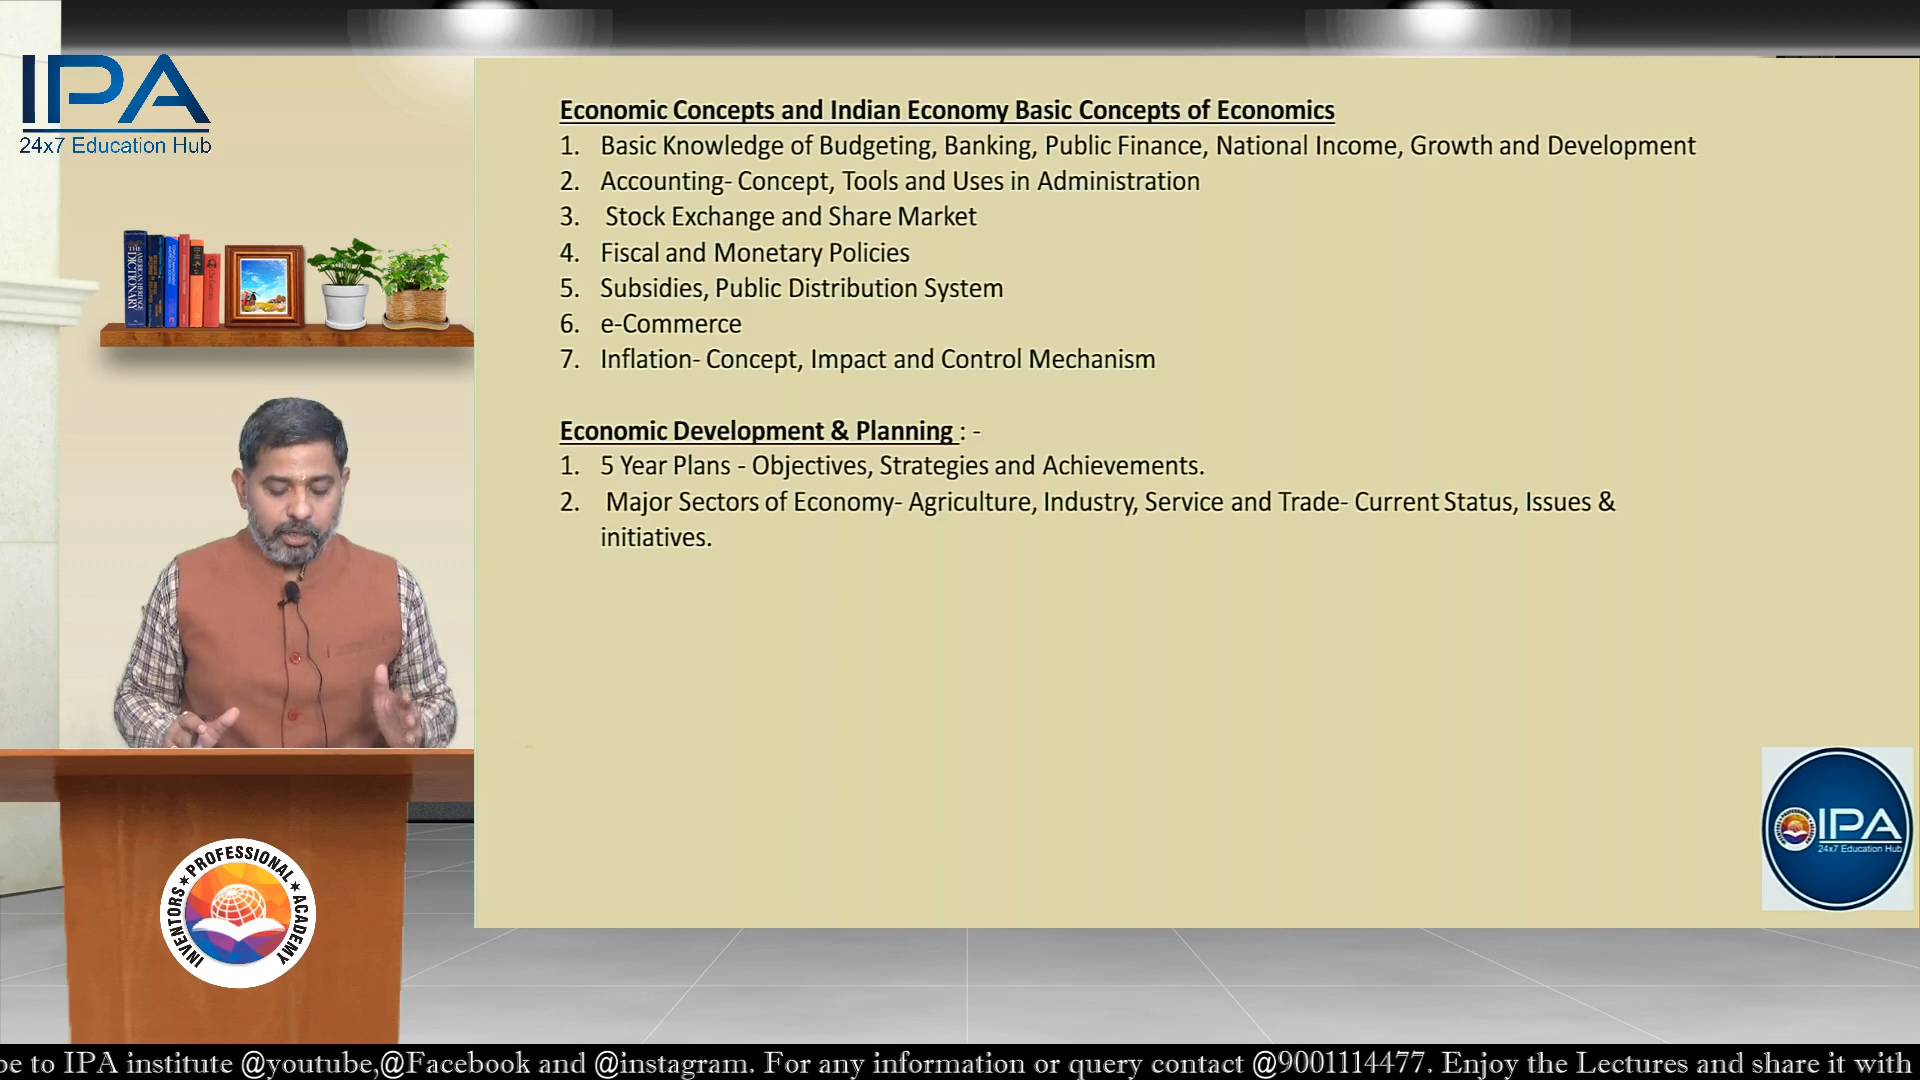 IPA
24x7 Education Hub
Economic Concepts and Indian Economy Basic Concepts of Economics
1. Basic Knowledge of Budgeting, Banking, Public Finance, National Income, Growth and Development
2. Accounting- Concept, Tools and Uses in Administration
3. Stock Exchange and Share Market
4. Fiscal and Monetary Policies
5. Subsidies, Public Distribution System
6. e-Commerce
7. Inflation- Concept, Impact and Control Mechanism
Economic Development & Planning : -
1. 5 Year Plans - Objectives, Strategies and Achievements.
2. Major Sectors of Economy- Agriculture, Industry, Service and Trade- Current Status, Issues &
initiatives.
DICTIONARY
INVENTORS ★ PROFESSIONAL ★ ACADEMY
IPA
24x7 Education Hub
be to IPA institute @youtube,@Facebook and @instagram. For any information or query contact @9001114477. Enjoy the Lectures and share it with